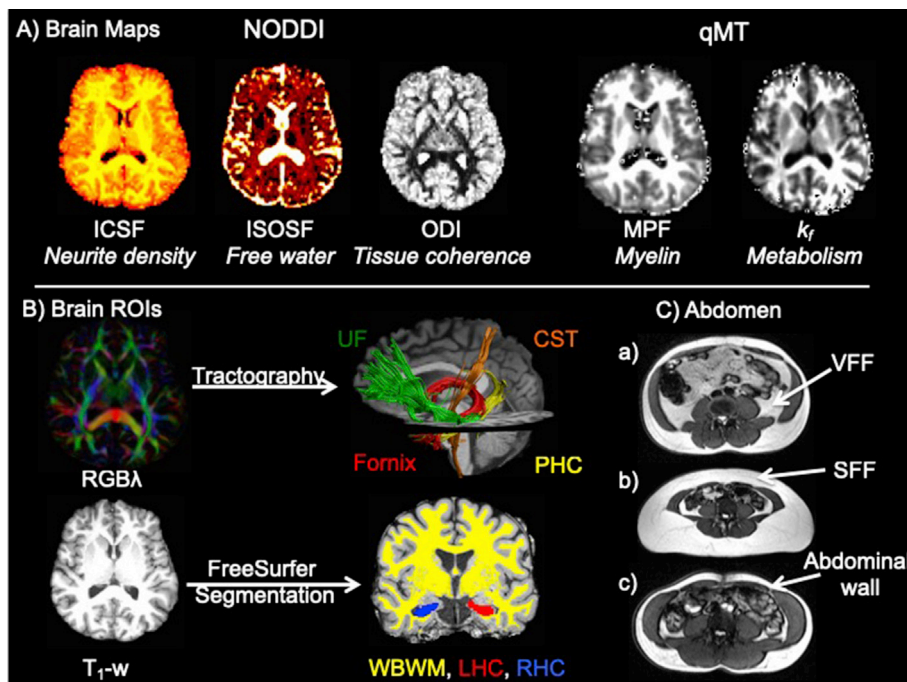 A) Brain Maps
NODDI
qMT
ICSF
Neurite density
ISOSF
Free water
ODI
Tissue coherence
MPF
Myelin
kf
Metabolism
B) Brain ROIs
RGBλ
Tractography
UF
CST
Fornix
PHC
T1-w
FreeSurfer
Segmentation
WBWM, LHC, RHC
C) Abdomen
a)
VFF
SFF
b)
Abdominal
wall
c)